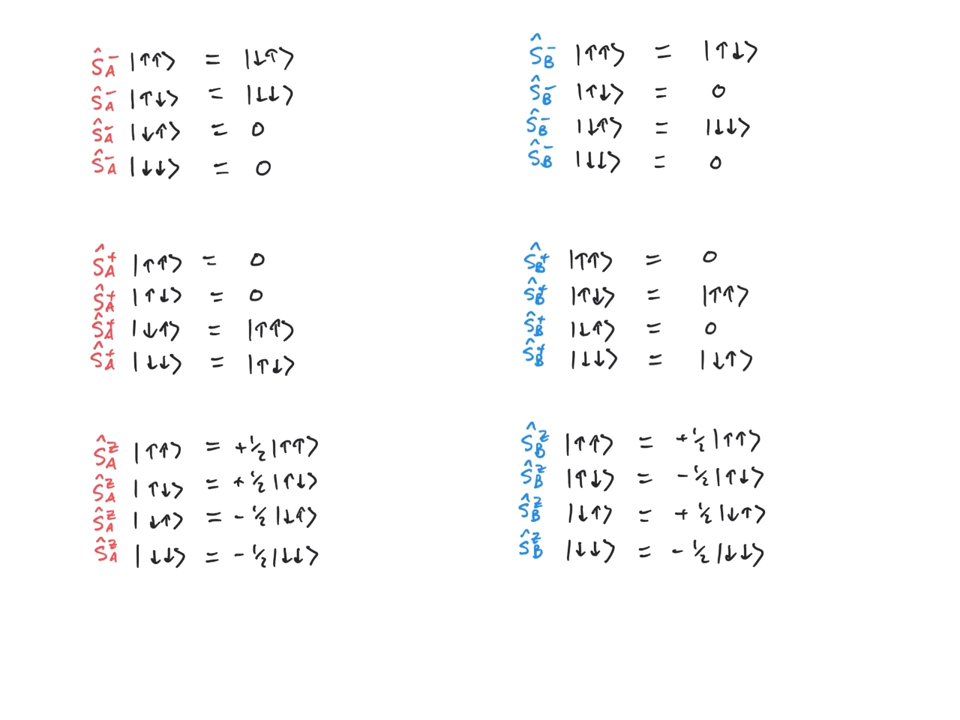 Ŝ_A^- |↑↑⟩ = |↓↑⟩
Ŝ_A^- |↑↓⟩ = |↓↓⟩
Ŝ_A^- |↓↑⟩ = 0
Ŝ_A^- |↓↓⟩ = 0
Ŝ_B^- |↑↑⟩ = |↑↓⟩
Ŝ_B^- |↑↓⟩ = 0
Ŝ_B^- |↓↑⟩ = |↓↓⟩
Ŝ_B^- |↓↓⟩ = 0
Ŝ_A^+ |↑↑⟩ = 0
Ŝ_A^+ |↑↓⟩ = 0
Ŝ_A^+ |↓↑⟩ = |↑↑⟩
Ŝ_A^+ |↓↓⟩ = |↑↓⟩
Ŝ_B^+ |↑↑⟩ = 0
Ŝ_B^+ |↑↓⟩ = |↑↑⟩
Ŝ_B^+ |↓↑⟩ = 0
Ŝ_B^+ |↓↓⟩ = |↓↑⟩
Ŝ_A^z |↑↑⟩ = +½|↑↑⟩
Ŝ_A^z |↑↓⟩ = +½|↑↓⟩
Ŝ_A^z |↓↑⟩ = -½|↓↑⟩
Ŝ_A^z |↓↓⟩ = -½|↓↓⟩
Ŝ_B^z |↑↑⟩ = +½|↑↑⟩
Ŝ_B^z |↑↓⟩ = -½|↑↓⟩
Ŝ_B^z |↓↑⟩ = +½|↓↑⟩
Ŝ_B^z |↓↓⟩ = -½|↓↓⟩